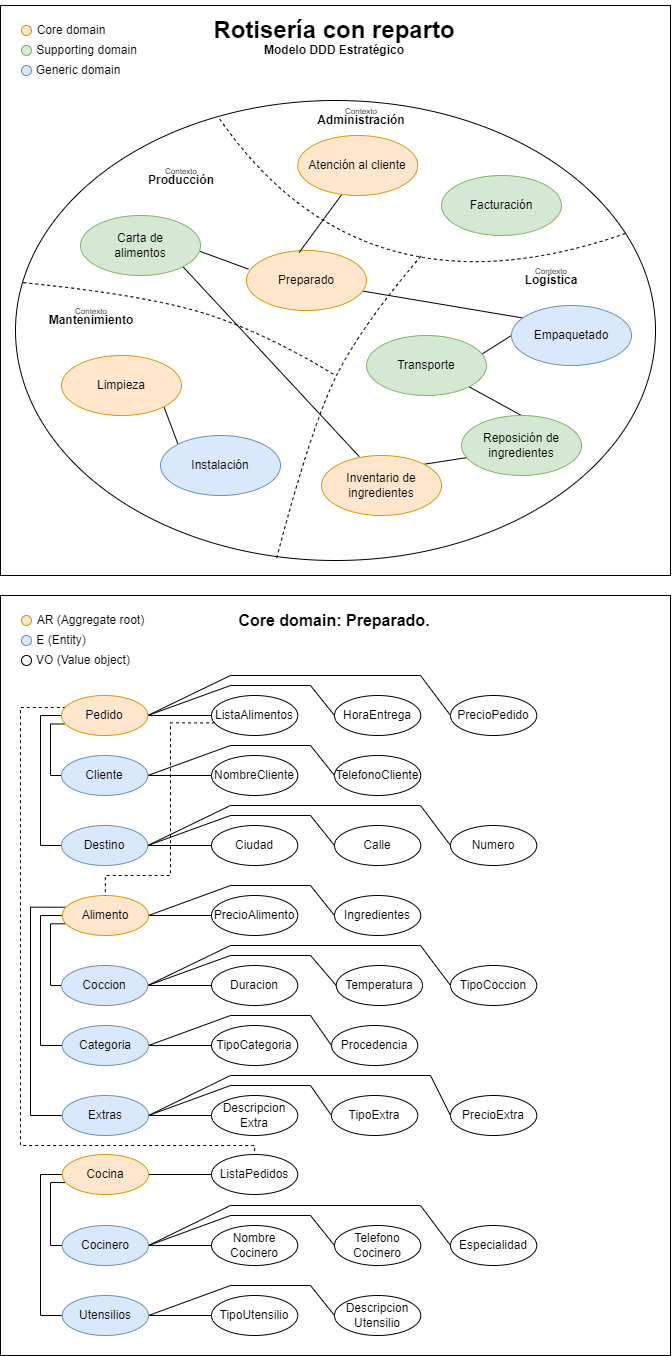 Rotisería con reparto
Modelo DDD Estratégico
Core domain
Supporting domain
Generic domain
Contexto
Administración
Atención al cliente
Facturación
Contexto
Producción
Carta de
alimentos
Preparado
Contexto
Logística
Empaquetado
Transporte
Reposición de
ingredientes
Inventario de
ingredientes
Contexto
Mantenimiento
Limpieza
Instalación
Core domain: Preparado.
AR (Aggregate root)
E (Entity)
VO (Value object)
Pedido
ListaAlimentos
HoraEntrega
PrecioPedido
Cliente
NombreCliente
TelefonoCliente
Destino
Ciudad
Calle
Numero
Alimento
PrecioAlimento
Ingredientes
Coccion
Duracion
Temperatura
TipoCoccion
Categoria
TipoCategoria
Procedencia
Extras
Descripcion
Extra
TipoExtra
PrecioExtra
Cocina
ListaPedidos
Cocinero
Nombre
Cocinero
Telefono
Cocinero
Especialidad
Utensilios
TipoUtensilio
Descripcion
Utensilio